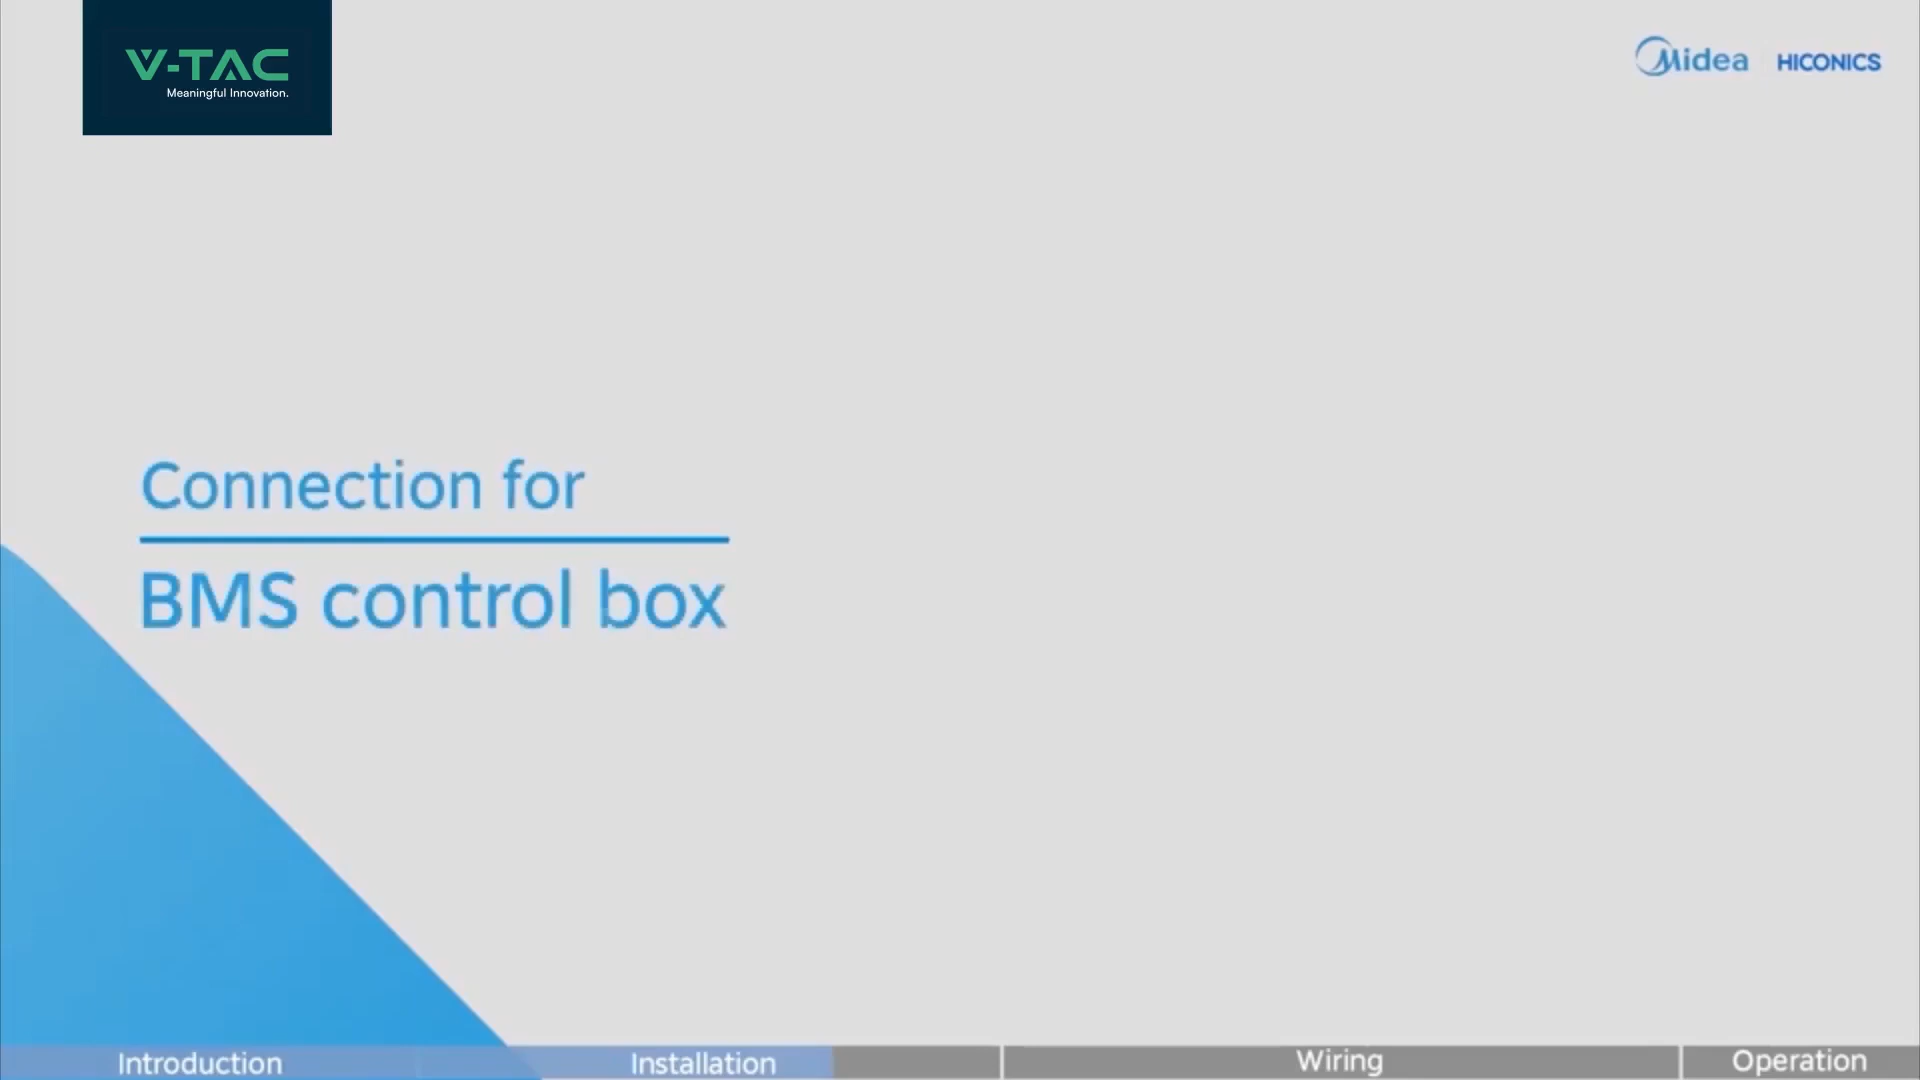 V-TAC
Meaningful Innovation.
Midea HICONICS
Connection for
BMS control box
Introduction Installation Wiring Operation